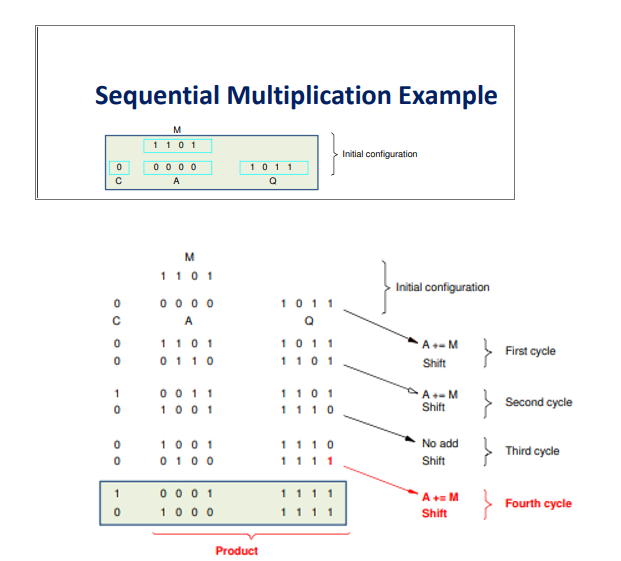 Sequential Multiplication Example
M
1 1 0 1
0 0 0 0 0 1 0 1 1
C A Q
Initial configuration
M
1 1 0 1
0 0 0 0 0 1 0 1 1
C A Q
Initial configuration
0 1 1 0 1 1 0 1 1 A += M
0 0 1 1 0 1 1 0 1 Shift
First cycle
1 0 0 1 1 1 1 0 1 A += M
0 1 0 0 1 1 1 1 0 Shift
Second cycle
0 1 0 0 1 1 1 1 0 No add
0 0 1 0 0 1 1 1 1 Shift
Third cycle
1 0 0 0 1 1 1 1 1 A += M
0 1 0 0 0 1 1 1 1 Shift
Fourth cycle
Product